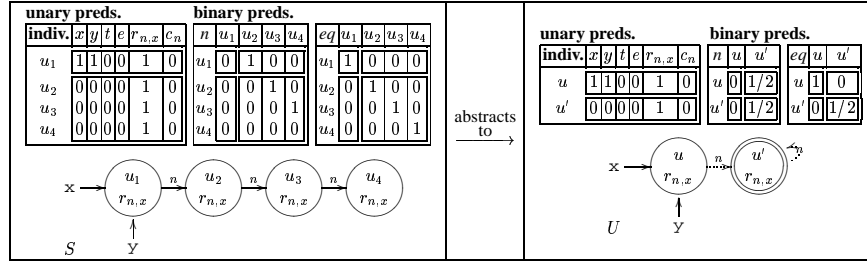 unary preds.
indiv. x y t e r_{n,x} c_n
u_1 1 1 0 0 1 0
u_2 0 0 0 0 1 0
u_3 0 0 0 0 1 0
u_4 0 0 0 0 1 0
binary preds.
n u_1 u_2 u_3 u_4
u_1 0 1 0 0
u_2 0 0 1 0
u_3 0 0 0 1
u_4 0 0 0 0
eq u_1 u_2 u_3 u_4
u_1 1 0 0 0
u_2 0 1 0 0
u_3 0 0 1 0
u_4 0 0 0 1
x u_1 n u_2 n u_3 n u_4
r_{n,x} r_{n,x} r_{n,x} r_{n,x}
y
S
abstracts
to
unary preds.
indiv. x y t e r_{n,x} c_n
u 1 1 0 0 1 0
u' 0 0 0 0 1 0
binary preds.
n u u'
u 0 1/2
u' 0 1/2
eq u u'
u 1 0
u' 0 1/2
x u n u' n
r_{n,x} r_{n,x}
y
U